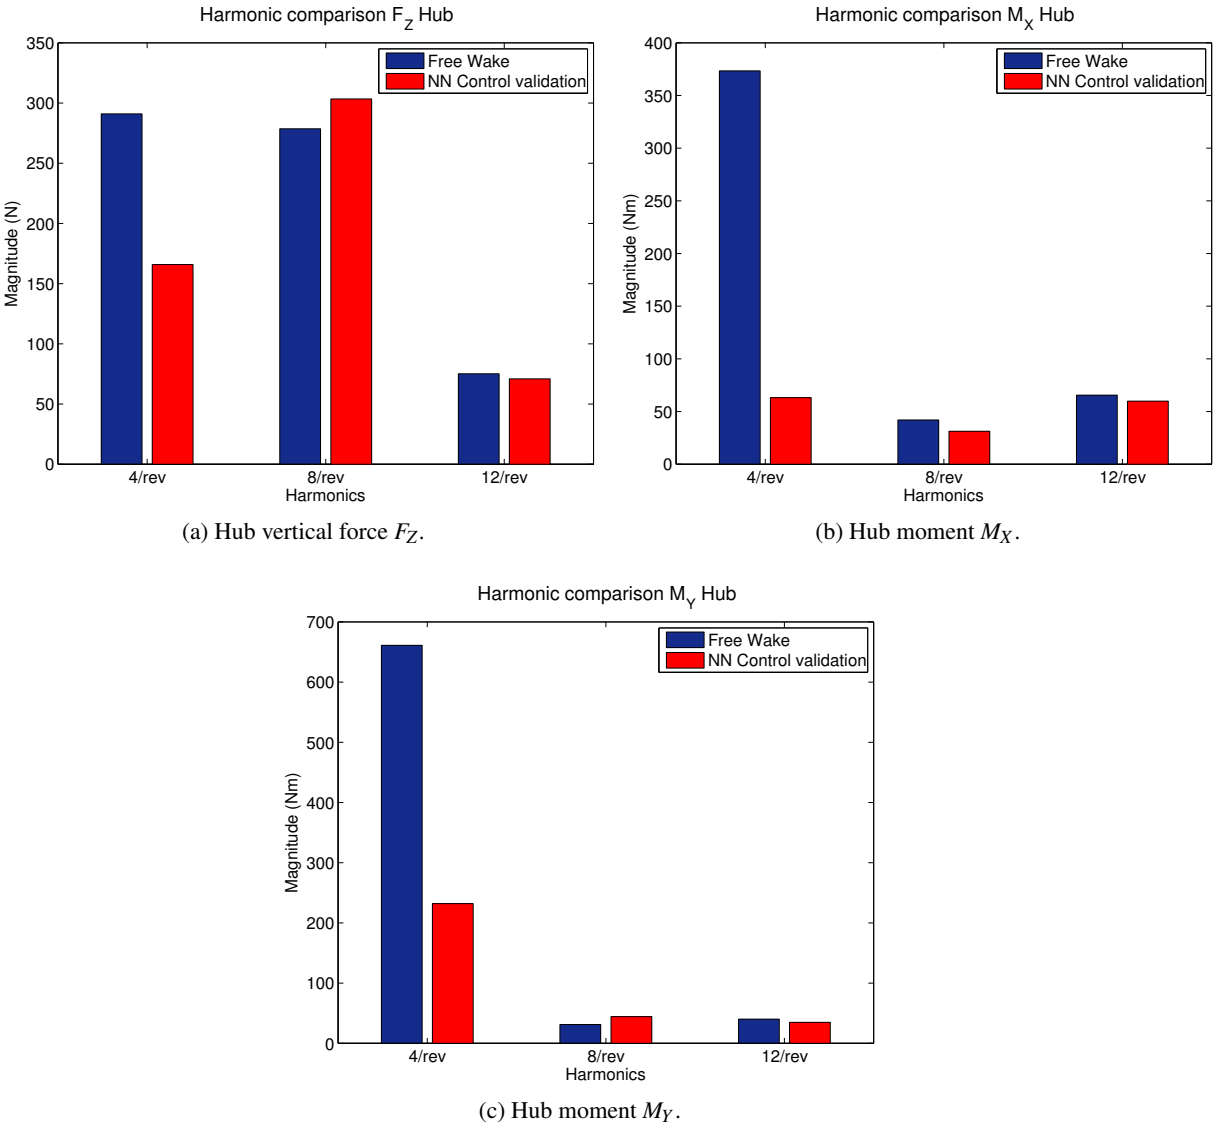 Harmonic comparison F_Z Hub
350
300
250
200
150
100
50
0
Magnitude (N)
Free Wake
NN Control validation
4/rev 8/rev 12/rev
Harmonics
(a) Hub vertical force F_Z.
Harmonic comparison M_X Hub
400
350
300
250
200
150
100
50
0
Magnitude (Nm)
Free Wake
NN Control validation
4/rev 8/rev 12/rev
Harmonics
(b) Hub moment M_X.
Harmonic comparison M_Y Hub
700
600
500
400
300
200
100
0
Magnitude (Nm)
Free Wake
NN Control validation
4/rev 8/rev 12/rev
Harmonics
(c) Hub moment M_Y.